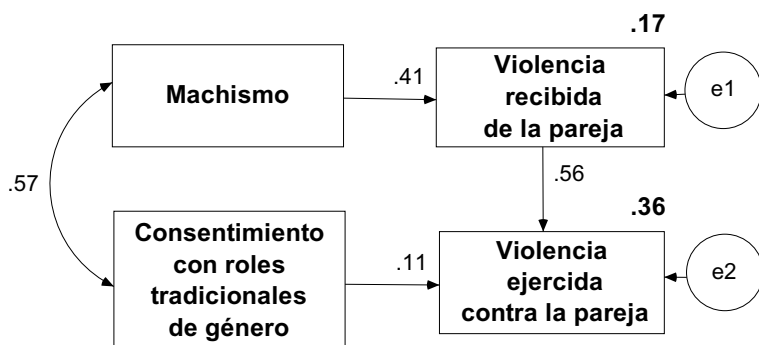 .17
Machismo
.41
Violencia
recibida
de la pareja
e1
.57
.56
.36
Consentimiento
con roles
tradicionales
de género
.11
Violencia
ejercida
contra la pareja
e2